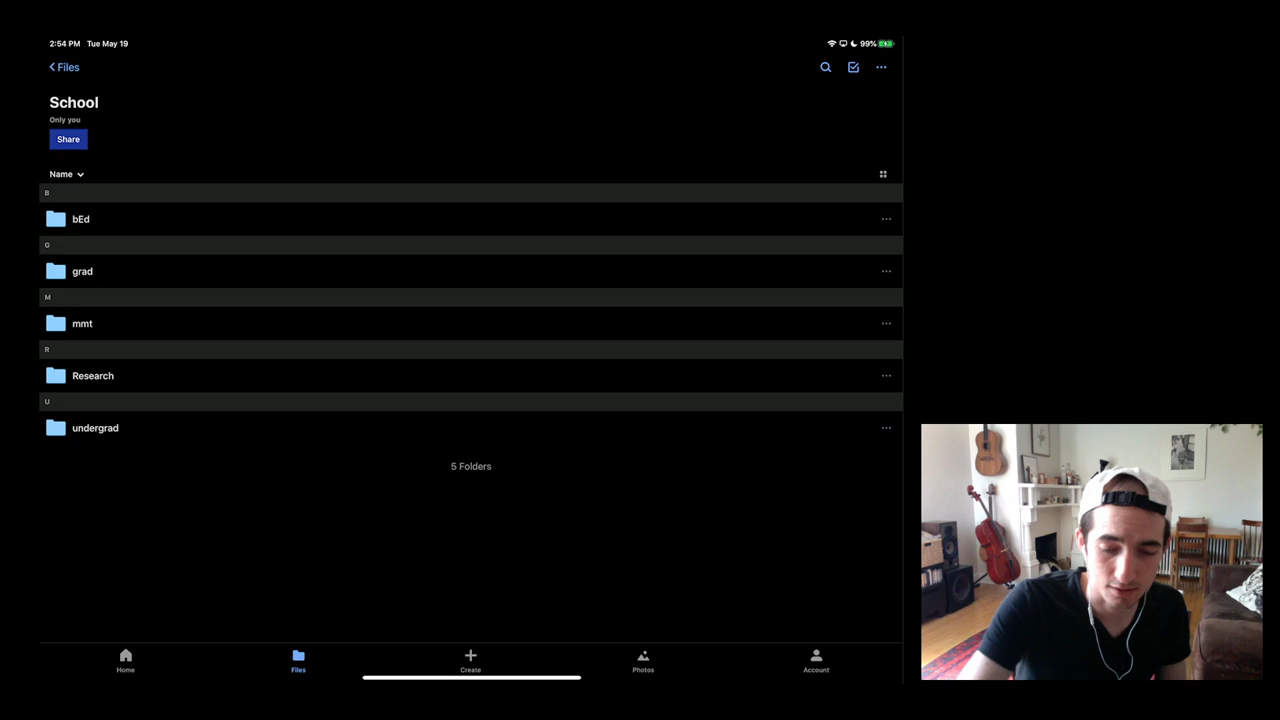 2:54 PM Tue May 19 99%
Files
School
Only you
Share
Name
B
bEd
G
grad
M
mmt
R
Research
U
undergrad
5 Folders
Home Files Create Photos Account